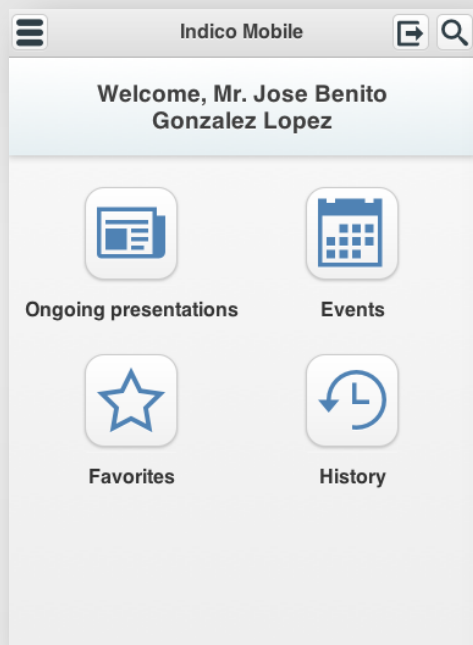 Indico Mobile
Welcome, Mr. Jose Benito
Gonzalez Lopez
Ongoing presentations
Events
Favorites
History